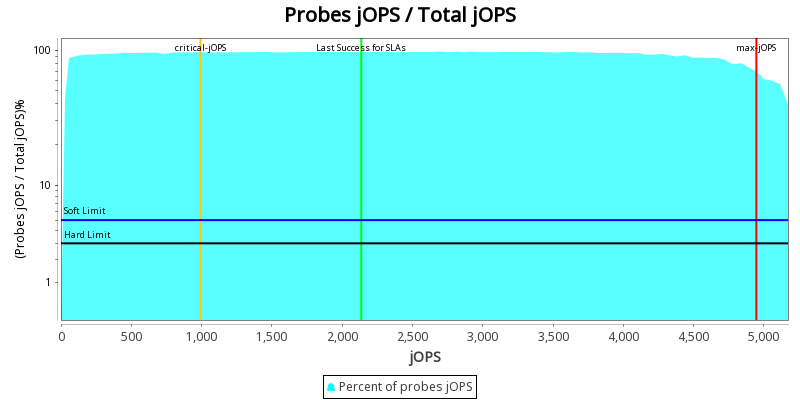 Probes jOPS / Total jOPS
(Probes jOPS / Total jOPS)%
100
10
1
critical-jOPS
Last Success for SLAs
max-jOPS
Soft Limit
Hard Limit
0 500 1,000 1,500 2,000 2,500 3,000 3,500 4,000 4,500 5,000
jOPS
Percent of probes jOPS